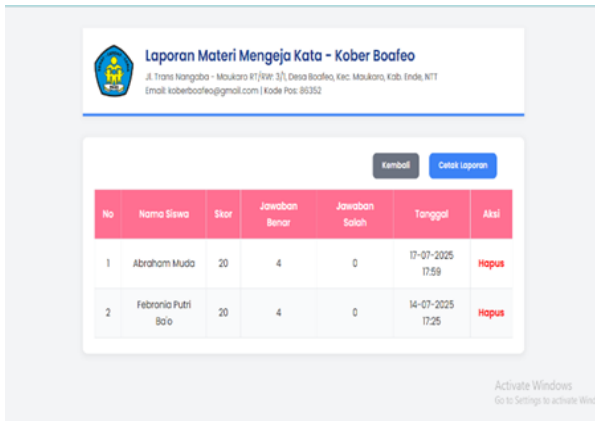 Laporan Materi Mengeja Kata - Kober Boafeo
Jl. Trans Nangaba - Maukaro RT/RW: 3/1, Desa Boafeo, Kec. Maukaro, Kab. Ende, NTT
Email: koberboafeo@gmail.com | Kode Pos: 86352
Kembali Cetak Laporan
No Nama Siswa Skor Jawaban Benar Jawaban Salah Tanggal Aksi
1 Abraham Muda 20 4 0 17-07-2025 17:59 Hapus
2 Febronia Putri Ba'o 20 4 0 14-07-2025 17:25 Hapus
Activate Windows
Go to Settings to activate Wind